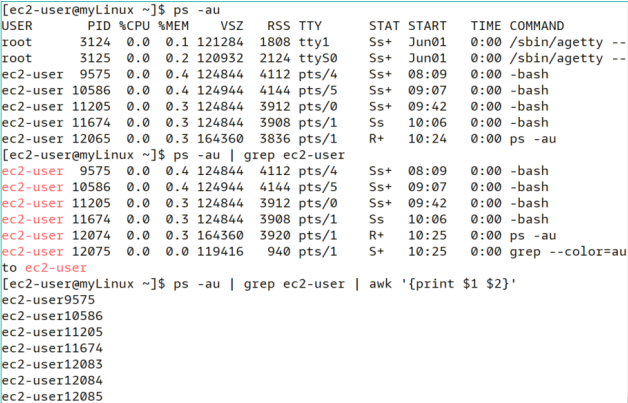 [ec2-user@myLinux ~]$ ps -au
USER       PID %CPU %MEM    VSZ   RSS TTY      STAT START   TIME COMMAND
root      3124  0.0  0.1 121284  1808 tty1     Ss+  Jun01   0:00 /sbin/agetty --
root      3125  0.0  0.2 120932  2124 ttyS0    Ss+  Jun01   0:00 /sbin/agetty --
ec2-user  9575  0.0  0.4 124844  4112 pts/4    Ss+  08:09   0:00 -bash
ec2-user 10586  0.0  0.4 124944  4144 pts/5    Ss+  09:07   0:00 -bash
ec2-user 11205  0.0  0.3 124844  3912 pts/0    Ss+  09:42   0:00 -bash
ec2-user 11674  0.0  0.3 124844  3908 pts/1    Ss   10:06   0:00 -bash
ec2-user 12065  0.0  0.3 164360  3836 pts/1    R+   10:24   0:00 ps -au
[ec2-user@myLinux ~]$ ps -au | grep ec2-user
ec2-user  9575  0.0  0.4 124844  4112 pts/4    Ss+  08:09   0:00 -bash
ec2-user 10586  0.0  0.4 124944  4144 pts/5    Ss+  09:07   0:00 -bash
ec2-user 11205  0.0  0.3 124844  3912 pts/0    Ss+  09:42   0:00 -bash
ec2-user 11674  0.0  0.3 124844  3908 pts/1    Ss   10:06   0:00 -bash
ec2-user 12074  0.0  0.3 164360  3920 pts/1    R+   10:25   0:00 ps -au
ec2-user 12075  0.0  0.0 119416   940 pts/1    S+   10:25   0:00 grep --color=au
to ec2-user
[ec2-user@myLinux ~]$ ps -au | grep ec2-user | awk '{print $1 $2}'
ec2-user9575
ec2-user10586
ec2-user11205
ec2-user11674
ec2-user12083
ec2-user12084
ec2-user12085